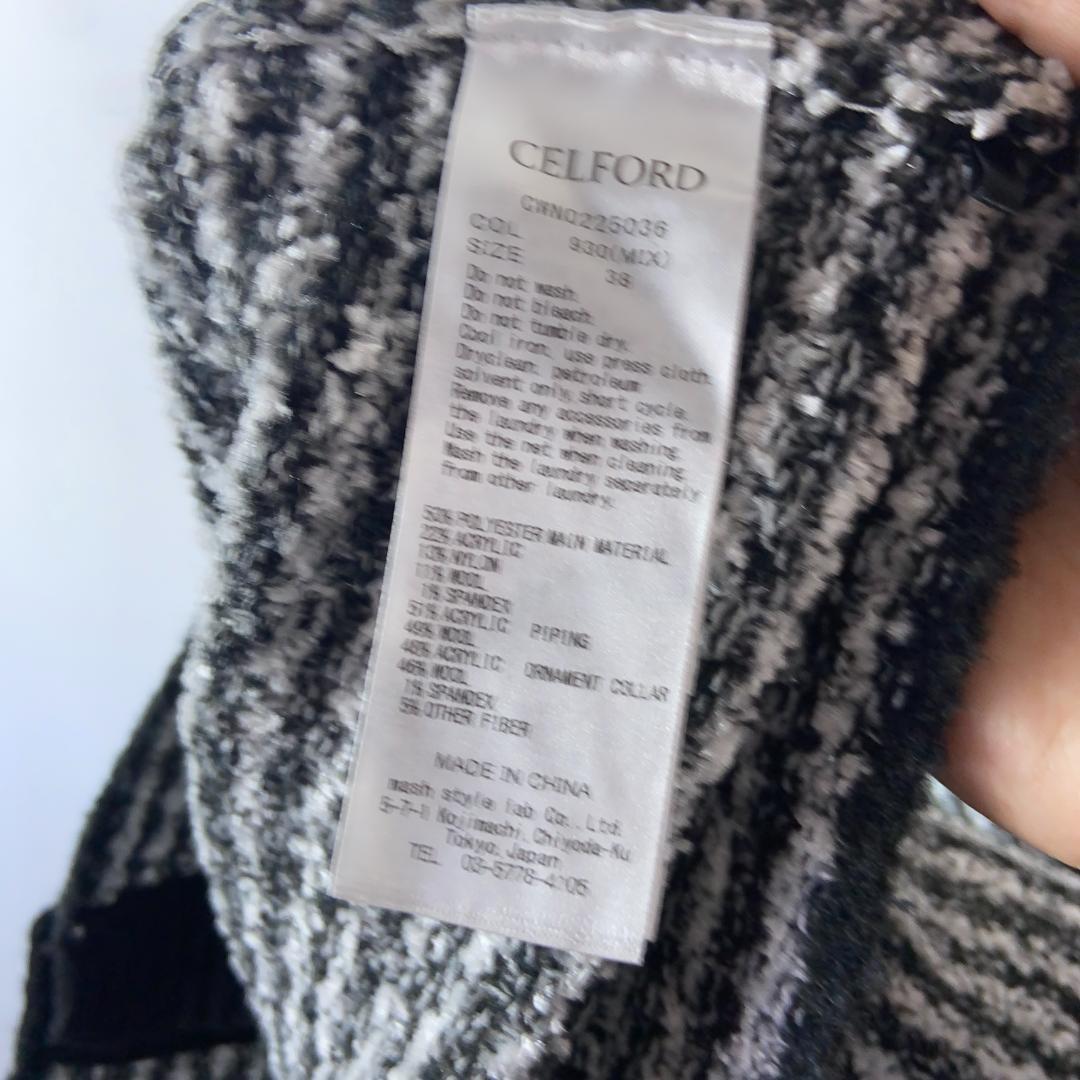 CELFORD
CWNO225036
COL 930(MIX)
SIZE 38
Do not wash.
Do not bleach.
Do not tumble dry.
Cool iron, use press cloth.
Dryclean, petroleum
solvent only, short cycle.
Remove any accessories from
the laundry when washing.
Use the net when cleaning.
Wash the laundry separately
from other laundry.
POLYESTER MAIN MATERIAL
22% ACRYLIC
13% NYLON
11% WOOL
1% SPANDEX
51% ACRYLIC PIPING
49% WOOL
48% ACRYLIC ORNAMENT COLLAR
46% WOOL
1% SPANDEX
5% OTHER FIBER
MADE IN CHINA
mash style lab Co., Ltd.
5-7-1 Kojimachi, Chiyoda-Ku
Tokyo, Japan
TEL